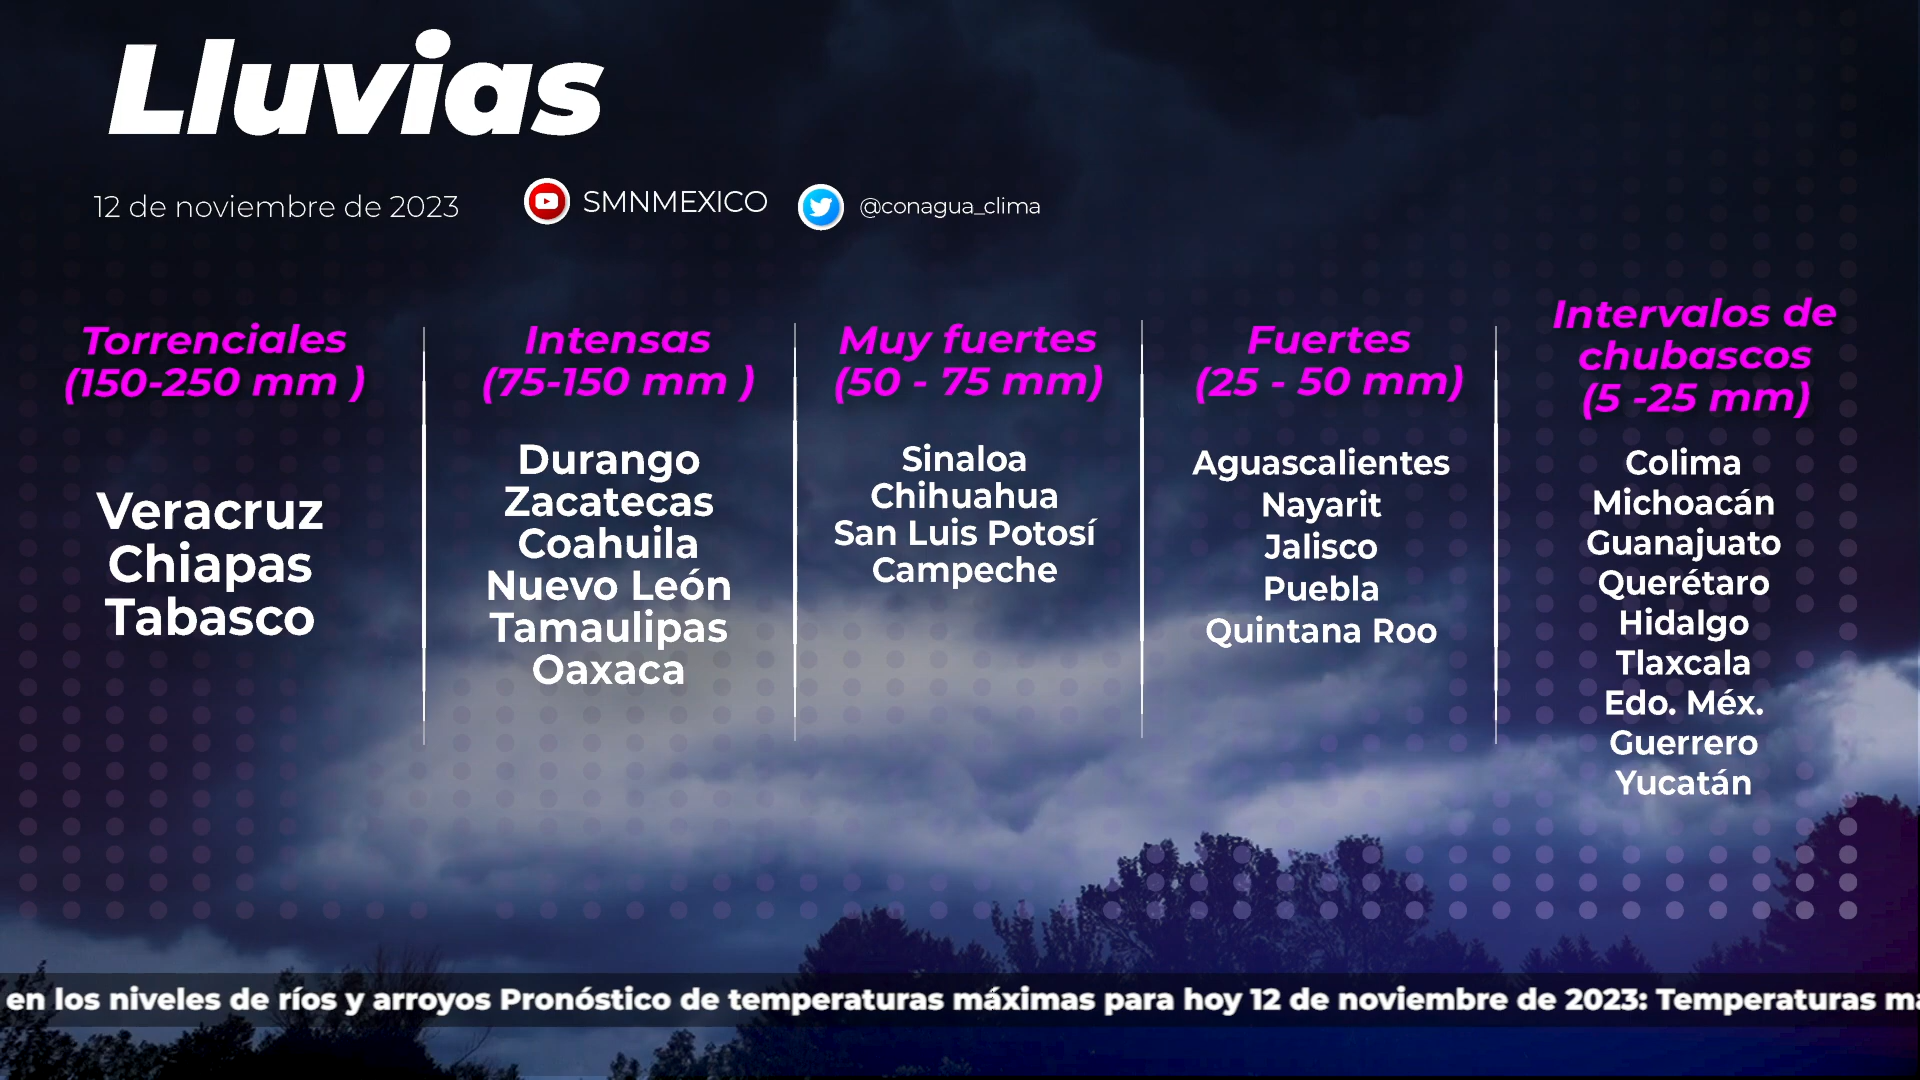 Lluvias
12 de noviembre de 2023
SMNMEXICO
@conagua_clima
Torrenciales
(150-250 mm )
Veracruz
Chiapas
Tabasco
Intensas
(75-150 mm )
Durango
Zacatecas
Coahuila
Nuevo León
Tamaulipas
Oaxaca
Muy fuertes
(50 - 75 mm)
Sinaloa
Chihuahua
San Luis Potosí
Campeche
Fuertes
(25 - 50 mm)
Aguascalientes
Nayarit
Jalisco
Puebla
Quintana Roo
Intervalos de
chubascos
(5 -25 mm)
Colima
Michoacán
Guanajuato
Querétaro
Hidalgo
Tlaxcala
Edo. Méx.
Guerrero
Yucatán
en los niveles de ríos y arroyos Pronóstico de temperaturas máximas para hoy 12 de noviembre de 2023: Temperaturas